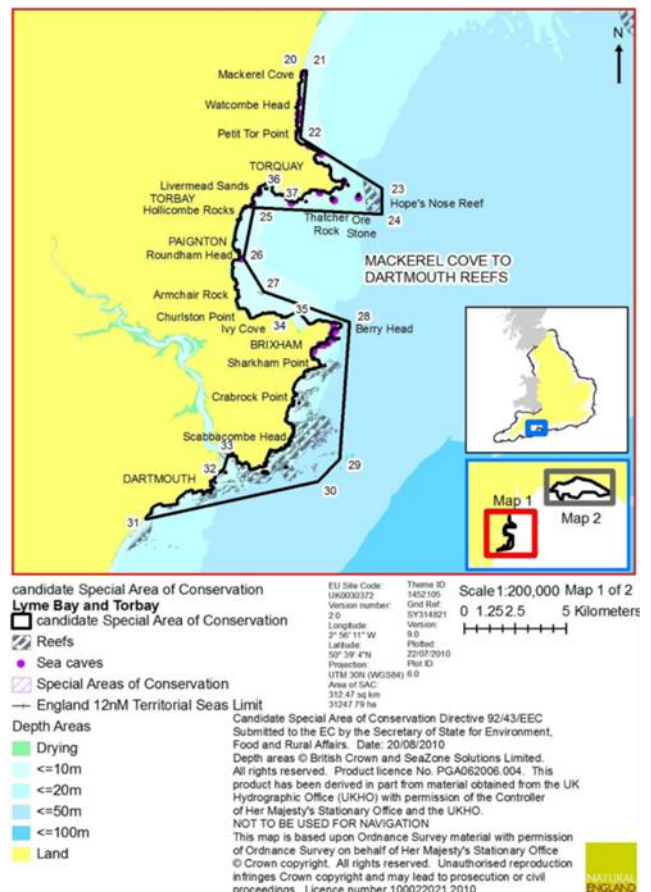 N
20 21
Mackerel Cove
Watcombe Head
Petit Tor Point 22
TORQUAY
36
Livermead Sands 23
37
TORBAY Hope's Nose Reef
Hollicombe Rocks 24
25 Thatcher Ore
Rock Stone
PAIGNTON
Roundham Head 26
MACKEREL COVE TO
DARTMOUTH REEFS
27
Armchair Rock
35 28
Churlston Point
Ivy Cove 34 Berry Head
BRIXHAM
Sharkham Point
Crabrock Point
Scabbacombe Head
33
29
32
DARTMOUTH
30
31
Map 1
Map 2
candidate Special Area of Conservation
Lyme Bay and Torbay
candidate Special Area of Conservation
Reefs
Sea caves
Special Areas of Conservation
England 12nM Territorial Seas Limit
Depth Areas
Drying
<=10m
<=20m
<=50m
<=100m
Land
EU Site Code:
UK0030372
Version number:
2.0
Longitude:
2° 56' 11" W
Latitude:
50° 39' 4"N
Projection:
UTM 30N (WGS84)
Area of SAC:
312.47 sq km
31247.79 ha
Theme ID:
1452105
Grid Ref:
SY314821
Version:
9.0
Plotted:
22/07/2010
Plot ID:
6.0
Scale 1:200,000 Map 1 of 2
0 1.25 2.5 5 Kilometers
Candidate Special Area of Conservation Directive 92/43/EEC
Submitted to the EC by the Secretary of State for Environment,
Food and Rural Affairs. Date: 20/08/2010
Depth areas © British Crown and SeaZone Solutions Limited.
All rights reserved. Product licence No. PGA062006.004. This
product has been derived in part from material obtained from the UK
Hydrographic Office (UKHO) with permission of the Controller
of Her Majesty's Stationary Office and the UKHO.
NOT TO BE USED FOR NAVIGATION
This map is based upon Ordnance Survey material with permission
of Ordnance Survey on behalf of Her Majesty's Stationary Office
© Crown copyright. All rights reserved. Unauthorised reproduction
infringes Crown copyright and may lead to prosecution or civil
proceedings. Licence number 100022021 2010
NATURAL
ENGLAND